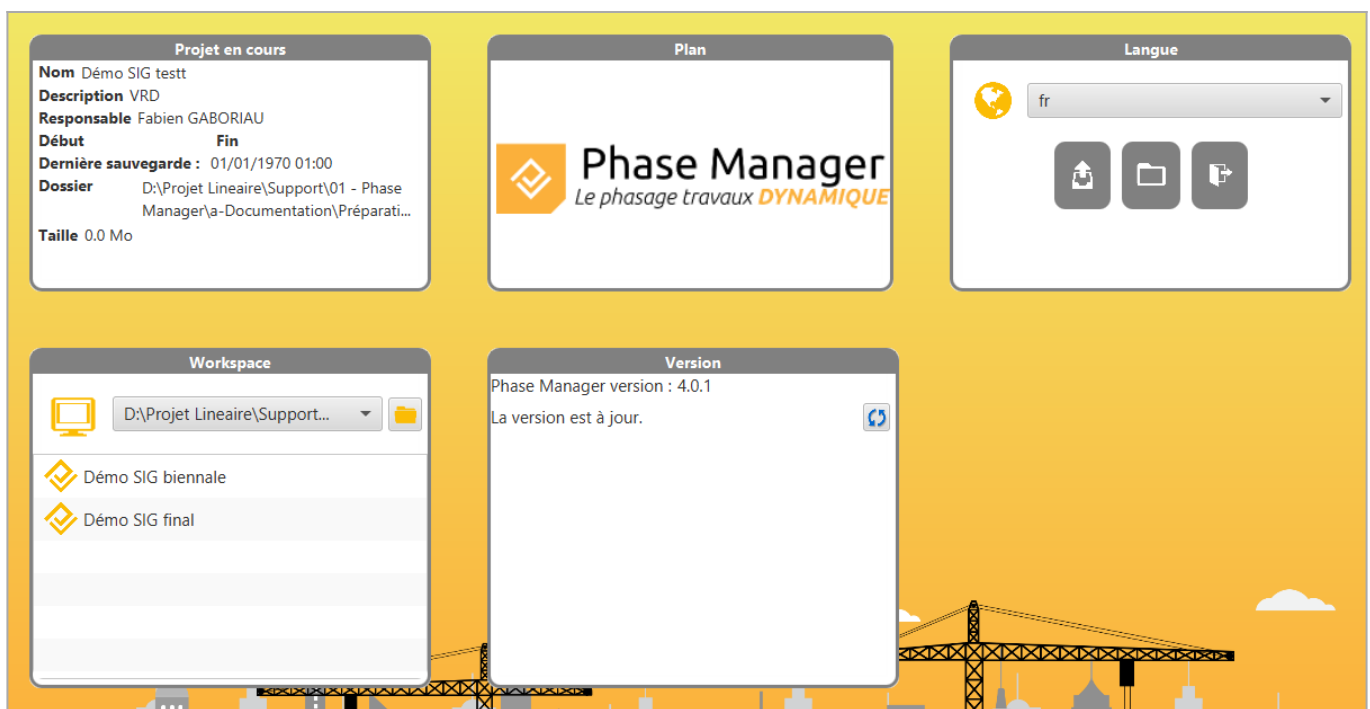 Projet en cours
Nom Démo SIG testt
Description VRD
Responsable Fabien GABORIAU
Début Fin
Dernière sauvegarde : 01/01/1970 01:00
Dossier D:\Projet Lineaire\Support\01 - Phase
Manager\a-Documentation\Préparati...
Taille 0.0 Mo
Plan
Phase Manager
Le phasage travaux DYNAMIQUE
Langue
fr
Workspace
D:\Projet Lineaire\Support...
Démo SIG biennale
Démo SIG final
Version
Phase Manager version : 4.0.1
La version est à jour.